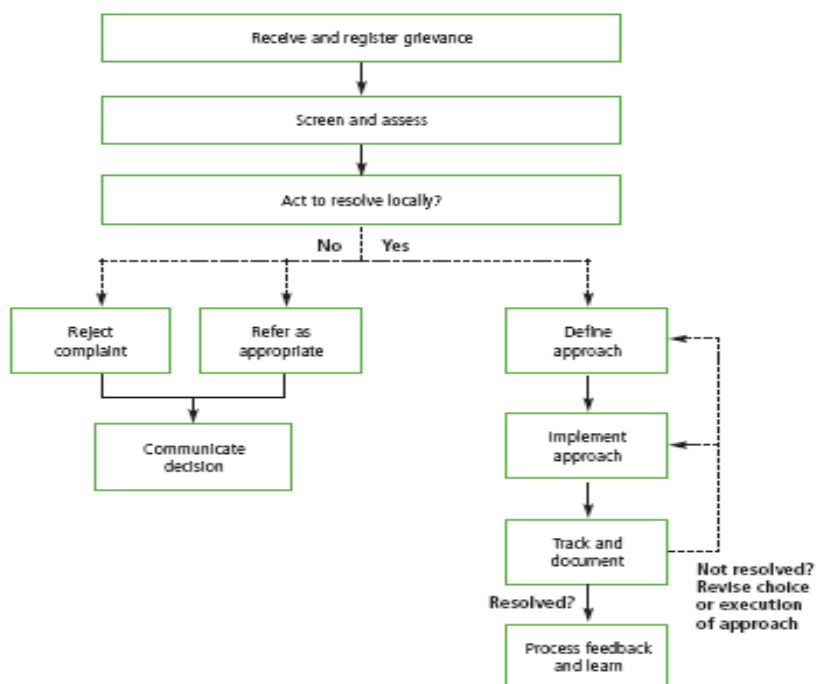 Receive and register grievance
Screen and assess
Act to resolve locally?
No Yes
Reject
complaint
Refer as
appropriate
Define
approach
Communicate
decision
Implement
approach
Track and
document
Not resolved?
Revise choice
or execution
of approach
Resolved?
Process feedback
and learn